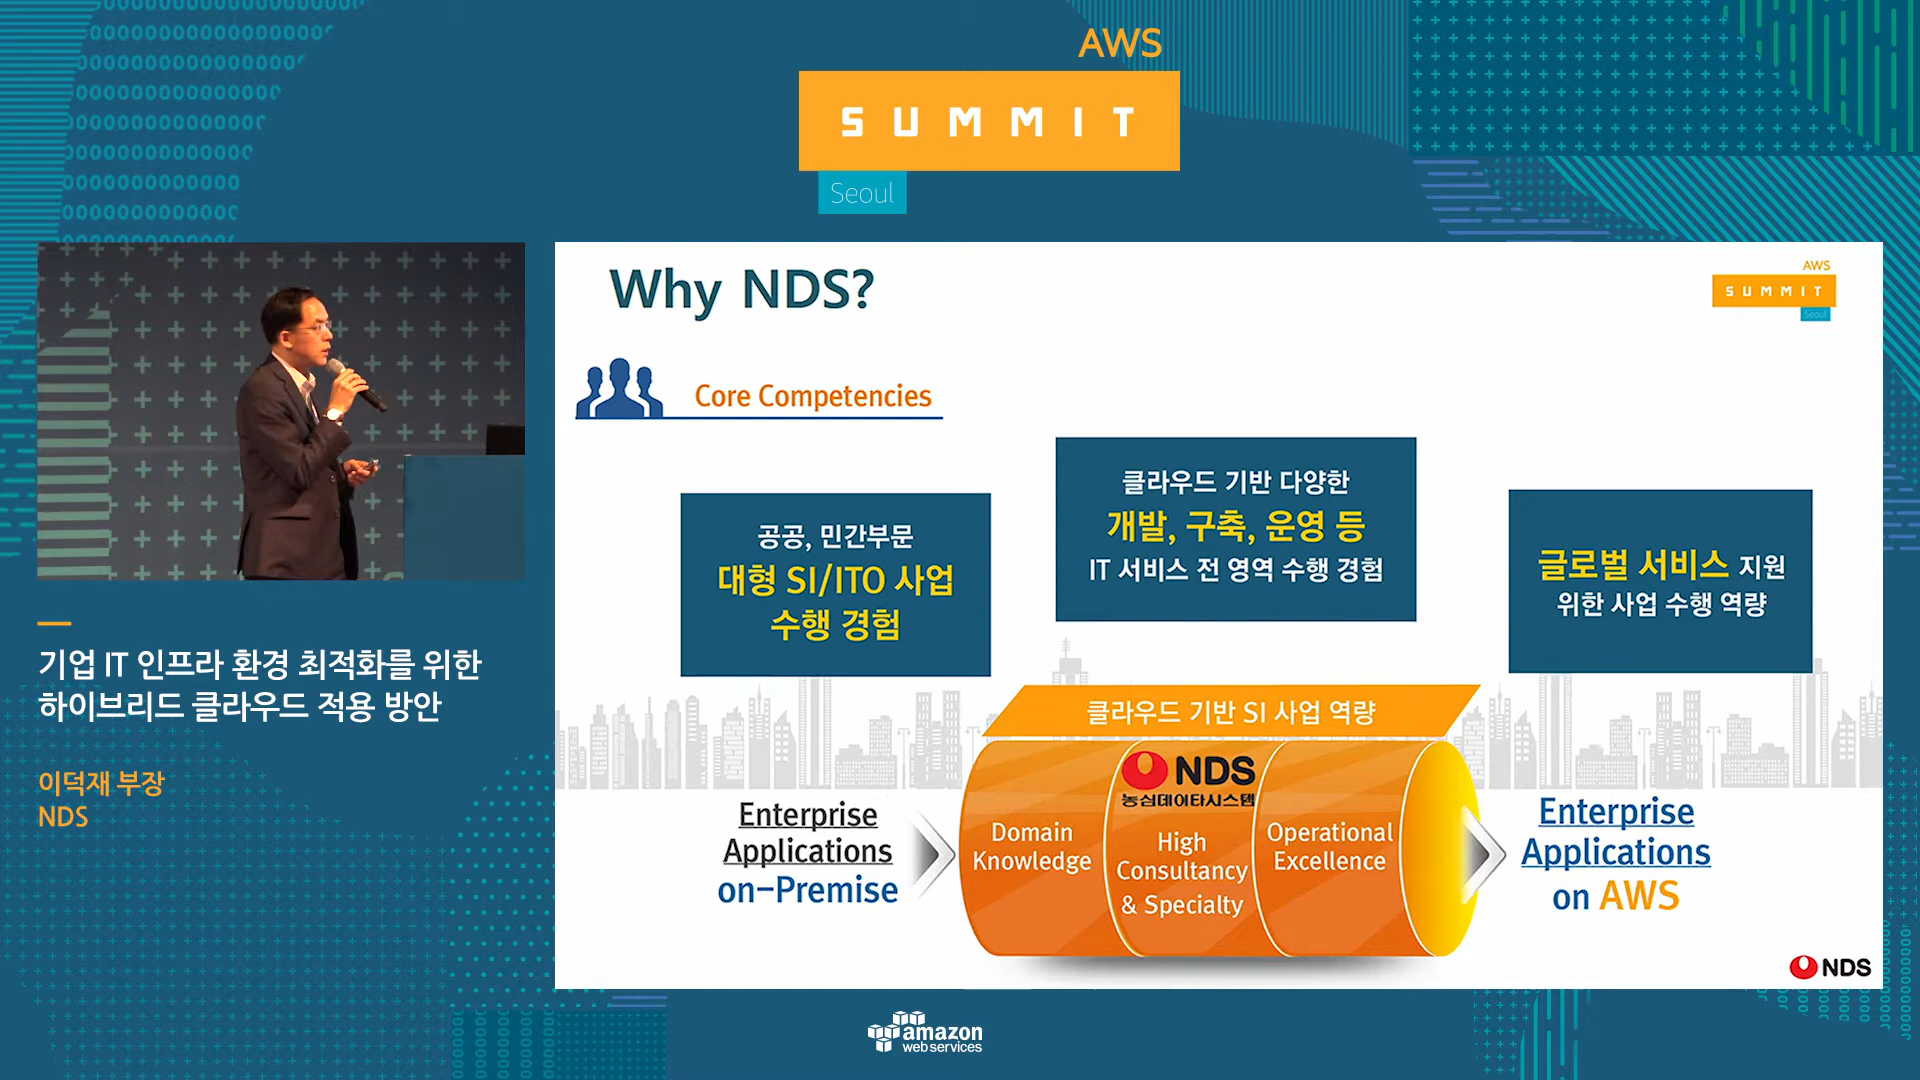 AWS
SUMMIT
Seoul
기업 IT 인프라 환경 최적화를 위한
하이브리드 클라우드 적용 방안
이덕재 부장
NDS
Why NDS?
AWS
SUMMIT
Seoul
Core Competencies
공공, 민간부문
대형 SI/ITO 사업
수행 경험
클라우드 기반 다양한
개발, 구축, 운영 등
IT 서비스 전 영역 수행 경험
글로벌 서비스 지원
위한 사업 수행 역량
클라우드 기반 SI 사업 역량
NDS
농심데이타시스템
Enterprise
Applications
on-Premise
Domain
Knowledge
High
Consultancy
& Specialty
Operational
Excellence
Enterprise
Applications
on AWS
NDS
amazon
web services